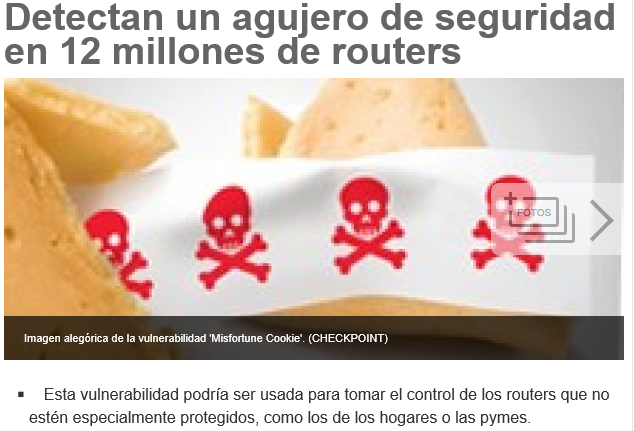 Detectan un agujero de seguridad
en 12 millones de routers
+
FOTOS
Imagen alegórica de la vulnerabilidad 'Misfortune Cookie'. (CHECKPOINT)
▪ Esta vulnerabilidad podría ser usada para tomar el control de los routers que no
estén especialmente protegidos, como los de los hogares o las pymes.